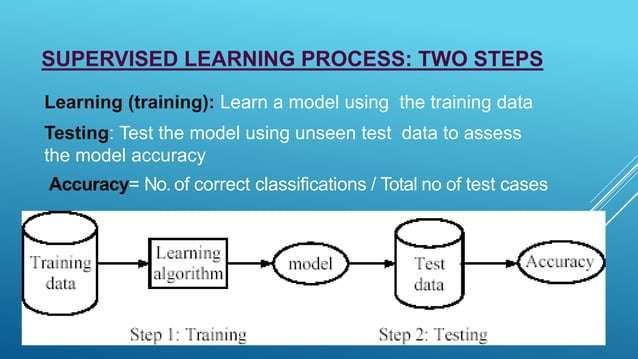 SUPERVISED LEARNING PROCESS: TWO STEPS
Learning (training): Learn a model using the training data
Testing: Test the model using unseen test data to assess
the model accuracy
Accuracy= No. of correct classifications / Total no of test cases
Training
data
Learning
algorithm
model
Test
data
Accuracy
Step 1: Training
Step 2: Testing